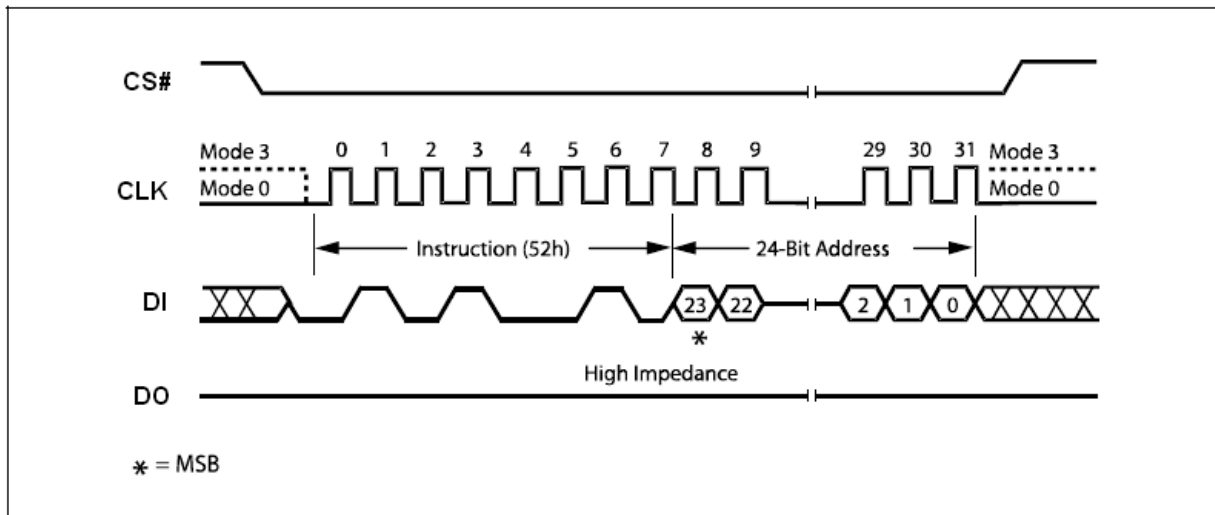 CS#
Mode 3
0 1 2 3 4 5 6 7 8 9 29 30 31
Mode 3
CLK
Mode 0
Mode 0
Instruction (52h)
24-Bit Address
DI
23 22 2 1 0
*
High Impedance
DO
* = MSB